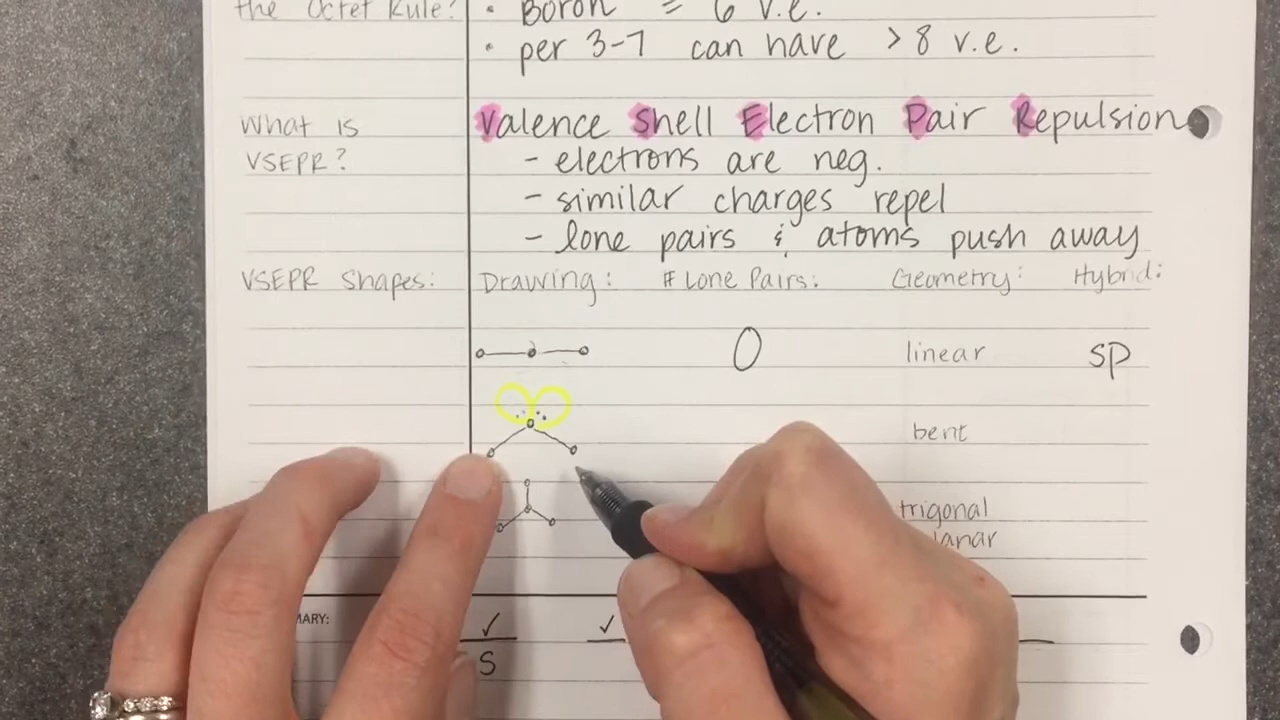 the Octet Rule? • Boron = 6 v.e.
• per 3-7 can have > 8 v.e.
What is Valence Shell Electron Pair Repulsion
VSEPR? - electrons are neg.
- similar charges repel
- lone pairs & atoms push away
VSEPR Shapes: Drawing: # Lone Pairs: Geometry: Hybrid:
0 linear sp
bent
trigonal
MARY: ✓ ✓
S